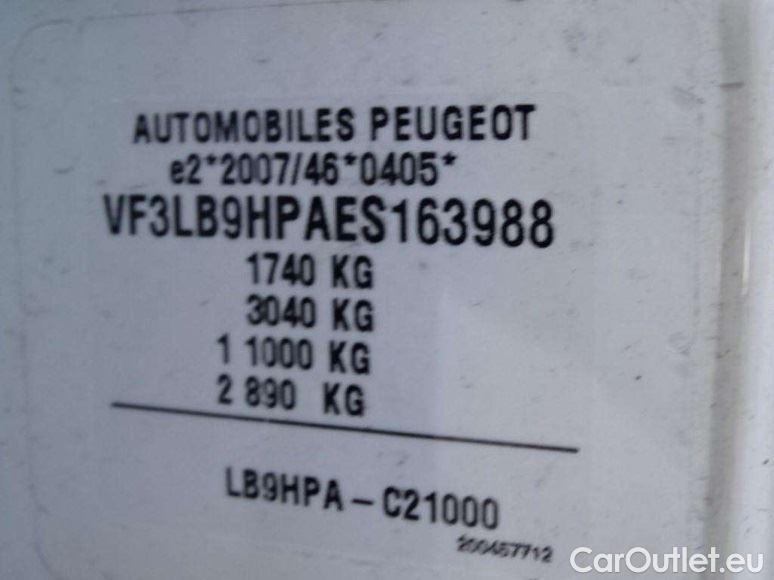 AUTOMOBILES PEUGEOT
e2*2007/46*0405*
VF3LB9HPAES163988
1740 KG
3040 KG
1 1000 KG
2 890 KG
LB9HPA - C21000
200457712
CarOutlet.eu